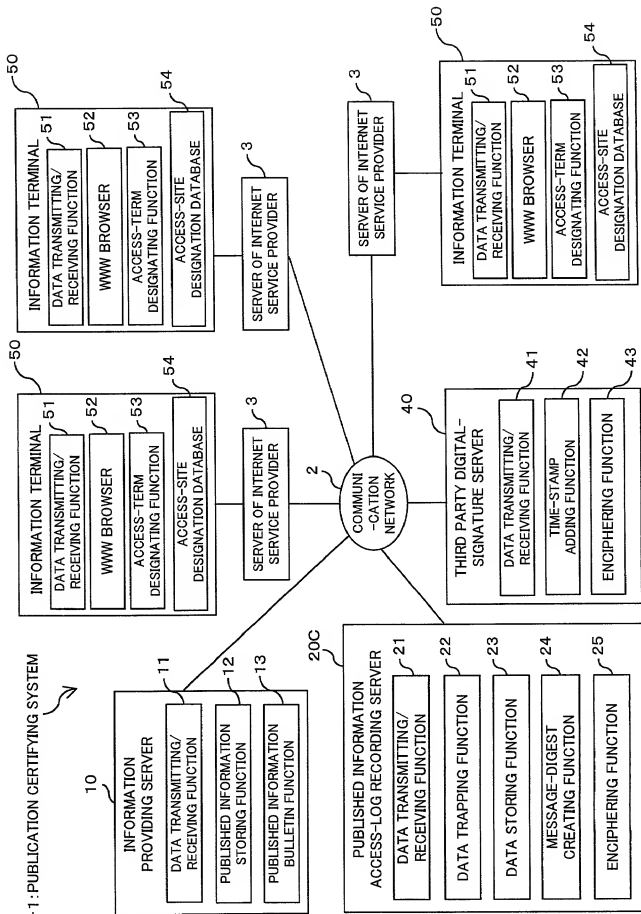 -1:PUBLICATION CERTIFYING SYSTEM
10
INFORMATION
PROVIDING SERVER
11
DATA TRANSMITTING/
RECEIVING FUNCTION
12
PUBLISHED INFORMATION
STORING FUNCTION
13
PUBLISHED INFORMATION
BULLETIN FUNCTION
50
INFORMATION TERMINAL
51
DATA TRANSMITTING/
RECEIVING FUNCTION
52
WWW BROWSER
53
ACCESS-TERM
DESIGNATING FUNCTION
54
ACCESS-SITE
DESIGNATION DATABASE
3
SERVER OF INTERNET
SERVICE PROVIDER
50
INFORMATION TERMINAL
51
DATA TRANSMITTING/
RECEIVING FUNCTION
52
WWW BROWSER
53
ACCESS-TERM
DESIGNATING FUNCTION
54
ACCESS-SITE
DESIGNATION DATABASE
3
SERVER OF INTERNET
SERVICE PROVIDER
2
COMMUNI
-CATION
NETWORK
3
SERVER OF INTERNET
SERVICE PROVIDER
20C
PUBLISHED INFORMATION
ACCESS-LOG RECORDING SERVER
21
DATA TRANSMITTING/
RECEIVING FUNCTION
22
DATA TRAPPING FUNCTION
23
DATA STORING FUNCTION
24
MESSAGE-DIGEST
CREATING FUNCTION
25
ENCIPHERING FUNCTION
40
THIRD PARTY DIGITAL-
SIGNATURE SERVER
41
DATA TRANSMITTING/
RECEIVING FUNCTION
42
TIME-STAMP
ADDING FUNCTION
43
ENCIPHERING FUNCTION
50
INFORMATION TERMINAL
51
DATA TRANSMITTING/
RECEIVING FUNCTION
52
WWW BROWSER
53
ACCESS-TERM
DESIGNATING FUNCTION
54
ACCESS-SITE
DESIGNATION DATABASE